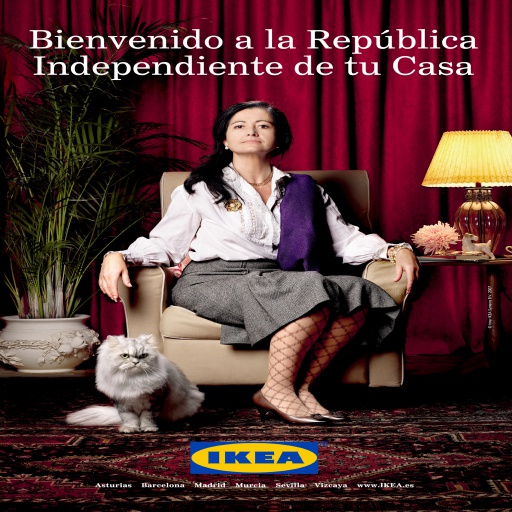 Bienvenido a la República
Independiente de tu Casa
IKEA
Asturias Barcelona Madrid Murcia Sevilla Vizcaya www.IKEA.es